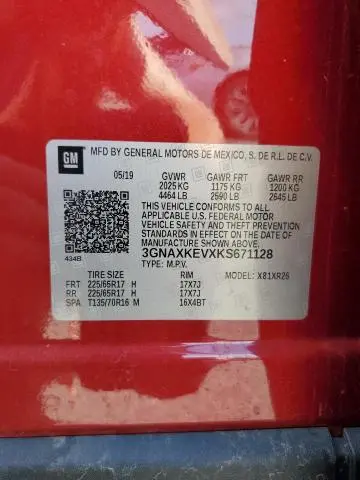 GM
MFD BY GENERAL MOTORS DE MEXICO, S. DE R.L. DE C.V.
05/19 GVWR GAWR FRT GAWR RR
2025 KG 1175 KG 1200 KG
4464 LB 2590 LB 2645 LB
THIS VEHICLE CONFORMS TO ALL
APPLICABLE U.S. FEDERAL MOTOR
VEHICLE SAFETY, BUMPER, AND THEFT
PREVENTION STANDARDS IN EFFECT ON
THE DATE OF MANUFACTURE SHOWN ABOVE.
434B 3GNAXKEVXKS671128
TYPE: M.P.V. MODEL: X81XR26
TIRE SIZE RIM
FRT 225/65R17 H 17X7J
RR 225/65R17 H 17X7J
SPA T135/70R16 M 16X4BT